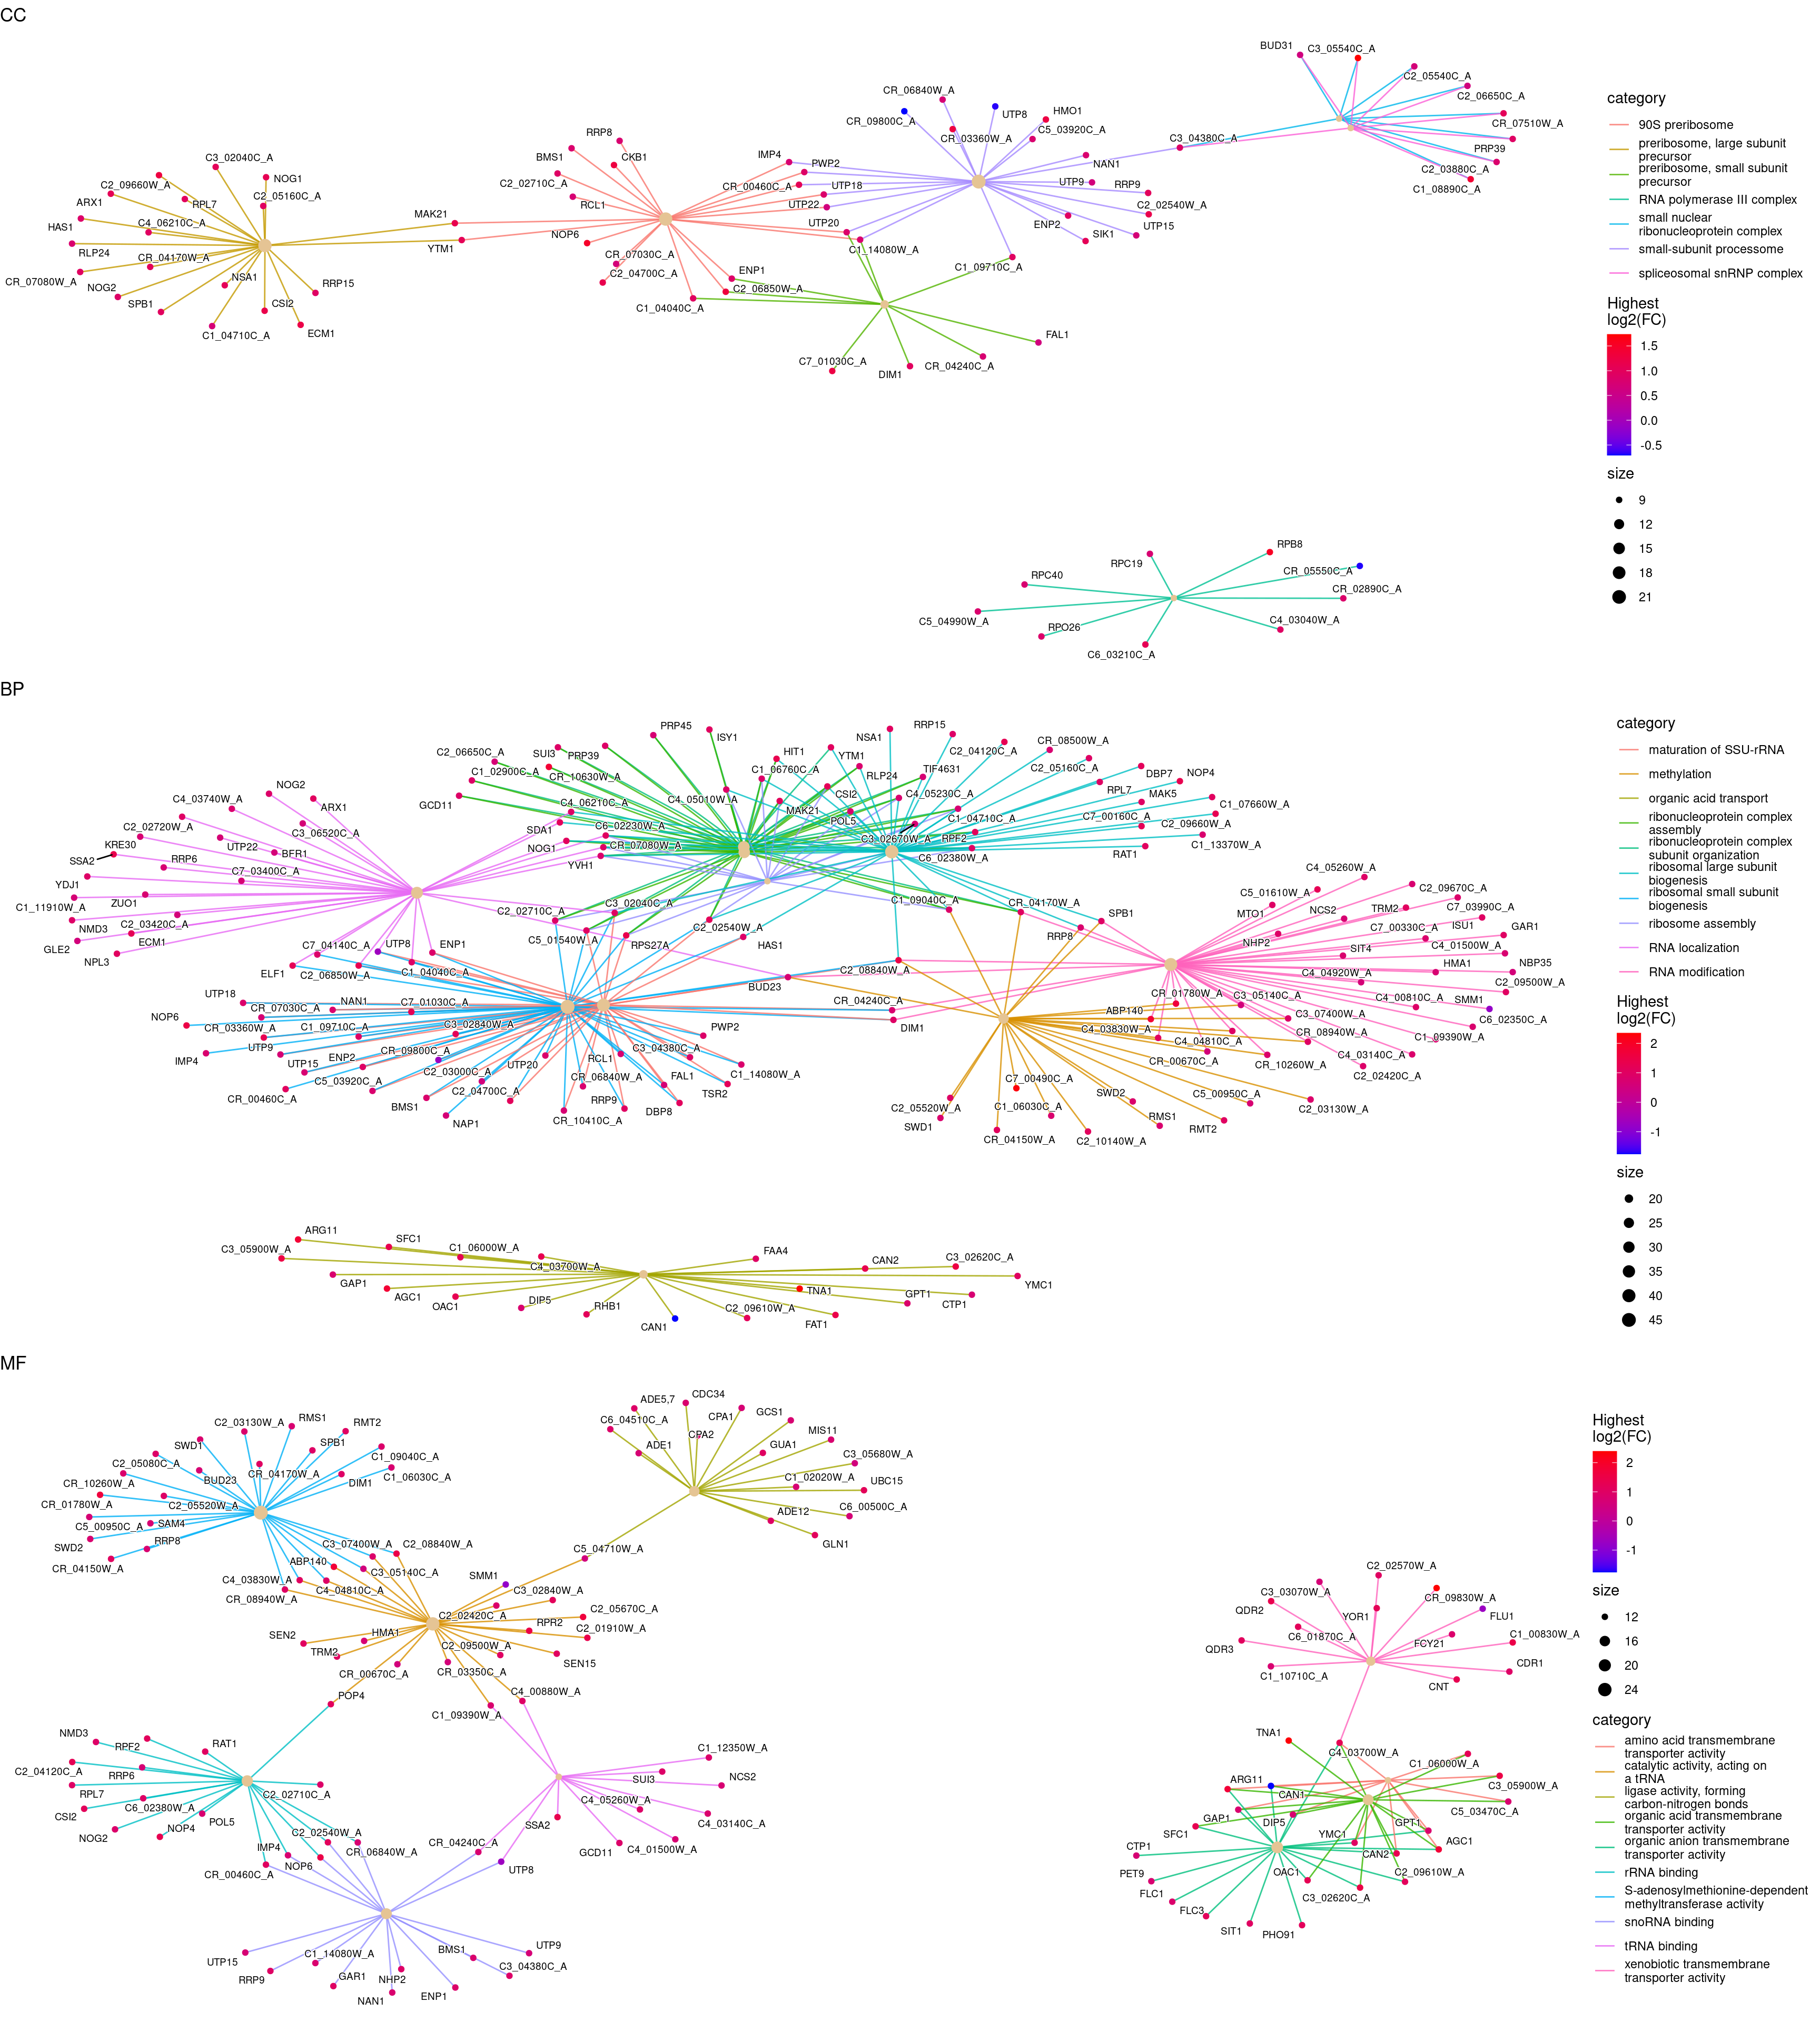 CC
BUD31
C3_05540C_A
C2_05540C_A
C2_06650C_A
CR_07510W_A
PRP39
C2_03880C_A
C1_08890C_A
C3_04380C_A
CR_06840W_A
CR_09800C_A
UTP8
HMO1
CR_03360W_A
C5_03920C_A
NAN1
UTP9
RRP9
C2_02540W_A
UTP15
ENP2
SIK1
IMP4
PWP2
CR_00460C_A
UTP18
UTP22
UTP20
C1_14080W_A
C1_09710C_A
RRP8
BMS1
CKB1
C2_02710C_A
RCL1
MAK21
YTM1
NOP6
CR_07030C_A
C2_04700C_A
ENP1
C2_06850W_A
C1_04040C_A
FAL1
C7_01030C_A
DIM1
CR_04240C_A
C3_02040C_A
NOG1
C2_09660W_A
RPL7
C2_05160C_A
ARX1
C4_06210C_A
HAS1
RLP24
CR_04170W_A
CR_07080W_A
NSA1
NOG2
RRP15
SPB1
CSI2
C1_04710C_A
ECM1
RPB8
RPC19
CR_05550C_A
RPC40
CR_02890C_A
C5_04990W_A
RPO26
C4_03040W_A
C6_03210C_A
category
90S preribosome
preribosome, large subunit
precursor
preribosome, small subunit
precursor
RNA polymerase III complex
small nuclear
ribonucleoprotein complex
small-subunit processome
spliceosomal snRNP complex
Highest
log2(FC)
1.5
1.0
0.5
0.0
-0.5
size
9
12
15
18
21
BP
PRP45
ISY1
NSA1
RRP15
C2_06650C_A
SUI3
PRP39
HIT1
YTM1
C2_04120C_A
CR_08500W_A
C1_02900C_A
CR_10630W_A
C1_06760C_A
RLP24
TIF4631
C2_05160C_A
DBP7
NOP4
GCD11
C4_06210C_A
C4_05010W_A
CSI2
C4_05230C_A
RPL7
MAK5
C1_07660W_A
MAK21
POL5
C1_04710C_A
C7_00160C_A
C2_09660W_A
SDA1
C6_02230W_A
C3_02670W_A
RPF2
C1_13370W_A
NOG1
CR_07080W_A
C6_02380W_A
RAT1
YVH1
NOG2
C4_03740W_A
ARX1
C2_02720W_A
C3_06520C_A
KRE30
UTP22
SSA2
RRP6
BFR1
YDJ1
C7_03400C_A
C1_11910W_A
ZUO1
NMD3
C2_03420C_A
GLE2
ECM1
NPL3
C2_02710C_A
C3_02040C_A
C1_09040C_A
CR_04170W_A
C5_01540W_A
RPS27A
C2_02540W_A
HAS1
RRP8
SPB1
C7_04140C_A
UTP8
ENP1
ELF1
C2_06850W_A
C1_04040C_A
BUD23
C2_08840W_A
UTP18
CR_07030C_A
NAN1
C7_01030C_A
CR_04240C_A
DIM1
NOP6
CR_03360W_A
C1_09710C_A
C3_02840W_A
PWP2
IMP4
UTP9
CR_09800C_A
RCL1
C3_04380C_A
UTP15
ENP2
C2_03000C_A
UTP20
C1_14080W_A
C5_03920C_A
CR_06840W_A
FAL1
CR_00460C_A
C2_04700C_A
RRP9
TSR2
BMS1
DBP8
NAP1
CR_10410C_A
C4_05260W_A
C5_01610W_A
C2_09670C_A
MTO1
NCS2
TRM2
C7_03990C_A
C7_00330C_A
ISU1
GAR1
NHP2
SIT4
C4_01500W_A
C4_04920W_A
HMA1
NBP35
C2_09500W_A
CR_01780W_A
C3_05140C_A
C4_00810C_A
SMM1
ABP140
C3_07400W_A
C6_02350C_A
C4_03830W_A
CR_08940W_A
C1_09390W_A
C4_04810C_A
CR_00670C_A
CR_10260W_A
C4_03140C_A
C2_02420C_A
C7_00490C_A
C2_05520W_A
SWD2
C5_00950C_A
C2_03130W_A
SWD1
C1_06030C_A
RMS1
RMT2
CR_04150W_A
C2_10140W_A
ARG11
C3_05900W_A
SFC1
C1_06000W_A
FAA4
CAN2
C3_02620C_A
C4_03700W_A
GAP1
YMC1
AGC1
TNA1
OAC1
DIP5
RHB1
C2_09610W_A
GPT1
CTP1
CAN1
FAT1
category
maturation of SSU-rRNA
methylation
organic acid transport
ribonucleoprotein complex
assembly
ribonucleoprotein complex
subunit organization
ribosomal large subunit
biogenesis
ribosomal small subunit
biogenesis
ribosome assembly
RNA localization
RNA modification
Highest
log2(FC)
2
1
0
-1
size
20
25
30
35
40
45
MF
C2_03130W_A
RMS1
RMT2
SWD1
SPB1
C1_09040C_A
C2_05080C_A
CR_04170W_A
CR_10260W_A
BUD23
DIM1
C1_06030C_A
CR_01780W_A
C2_05520W_A
C5_00950C_A
SAM4
SWD2
RRP8
CR_04150W_A
C3_07400W_A
C2_08840W_A
ABP140
C3_05140C_A
C4_03830W_A
C4_04810C_A
CR_08940W_A
ADE5,7
CDC34
C6_04510C_A
CPA1
GCS1
CPA2
MIS11
ADE1
GUA1
C3_05680W_A
C1_02020W_A
UBC15
ADE12
C6_00500C_A
GLN1
C5_04710W_A
SMM1
C3_02840W_A
C2_02420C_A
C2_05670C_A
RPR2
C2_01910W_A
SEN2
HMA1
TRM2
C2_09500W_A
SEN15
CR_00670C_A
CR_03350C_A
C4_00880W_A
POP4
C1_09390W_A
NMD3
RPF2
RAT1
C2_04120C_A
RRP6
RPL7
C2_02710C_A
C6_02380W_A
CSI2
POL5
NOG2
NOP4
C2_02540W_A
IMP4
CR_06840W_A
NOP6
CR_00460C_A
C1_12350W_A
SUI3
NCS2
C4_05260W_A
SSA2
C4_03140C_A
CR_04240C_A
GCD11
C4_01500W_A
UTP8
UTP15
C1_14080W_A
BMS1
UTP9
RRP9
C3_04380C_A
GAR1
NHP2
NAN1
ENP1
C2_02570W_A
C3_03070W_A
CR_09830W_A
QDR2
YOR1
FLU1
C6_01870C_A
FCY21
C1_00830W_A
QDR3
C1_10710C_A
CDR1
CNT
TNA1
C4_03700W_A
C1_06000W_A
ARG11
CAN1
C3_05900W_A
GAP1
DIP5
GPT1
C5_03470C_A
SFC1
YMC1
AGC1
CTP1
CAN2
PET9
OAC1
C2_09610W_A
FLC1
C3_02620C_A
FLC3
SIT1
PHO91
Highest
log2(FC)
2
1
0
-1
size
12
16
20
24
category
amino acid transmembrane
transporter activity
catalytic activity, acting on
a tRNA
ligase activity, forming
carbon-nitrogen bonds
organic acid transmembrane
transporter activity
organic anion transmembrane
transporter activity
rRNA binding
S-adenosylmethionine-dependent
methyltransferase activity
snoRNA binding
tRNA binding
xenobiotic transmembrane
transporter activity